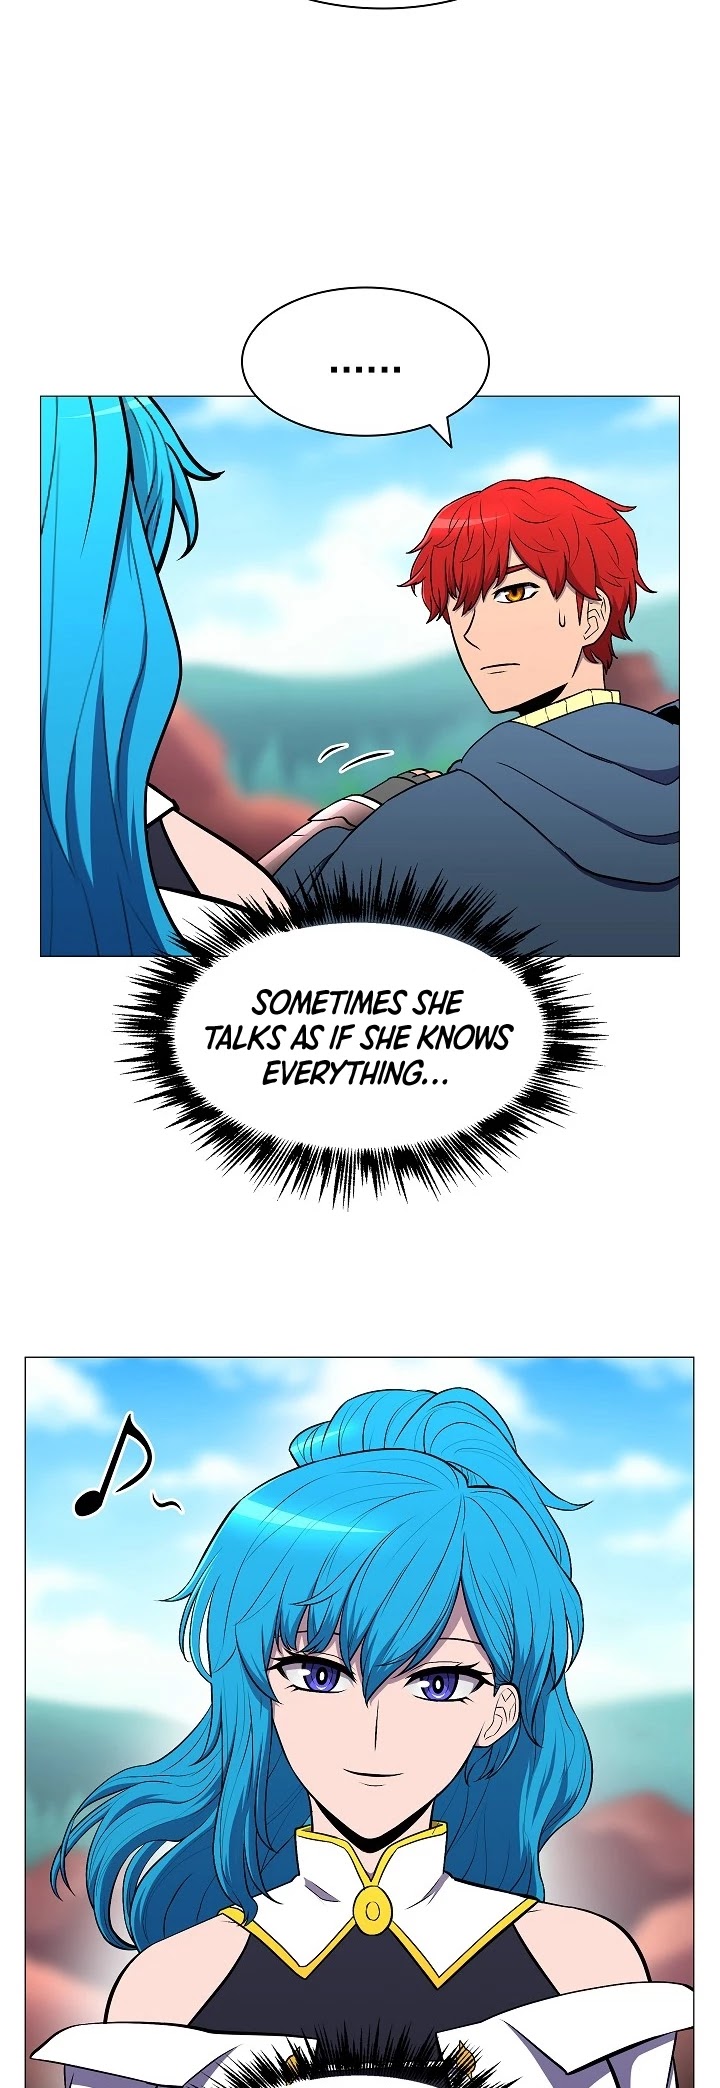 ......
SOMETIMES SHE
TALKS AS IF SHE KNOWS
EVERYTHING...